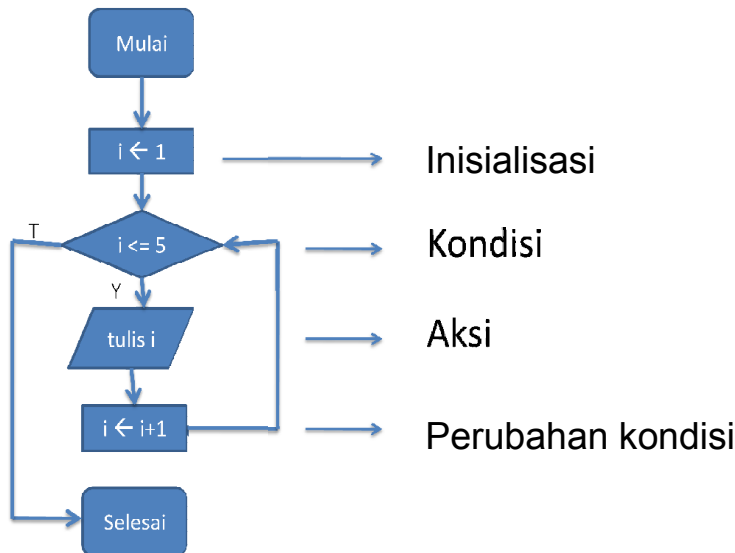 Mulai
i ← 1
Inisialisasi
T
i <= 5
Kondisi
Y
tulis i
Aksi
i ← i+1
Perubahan kondisi
Selesai